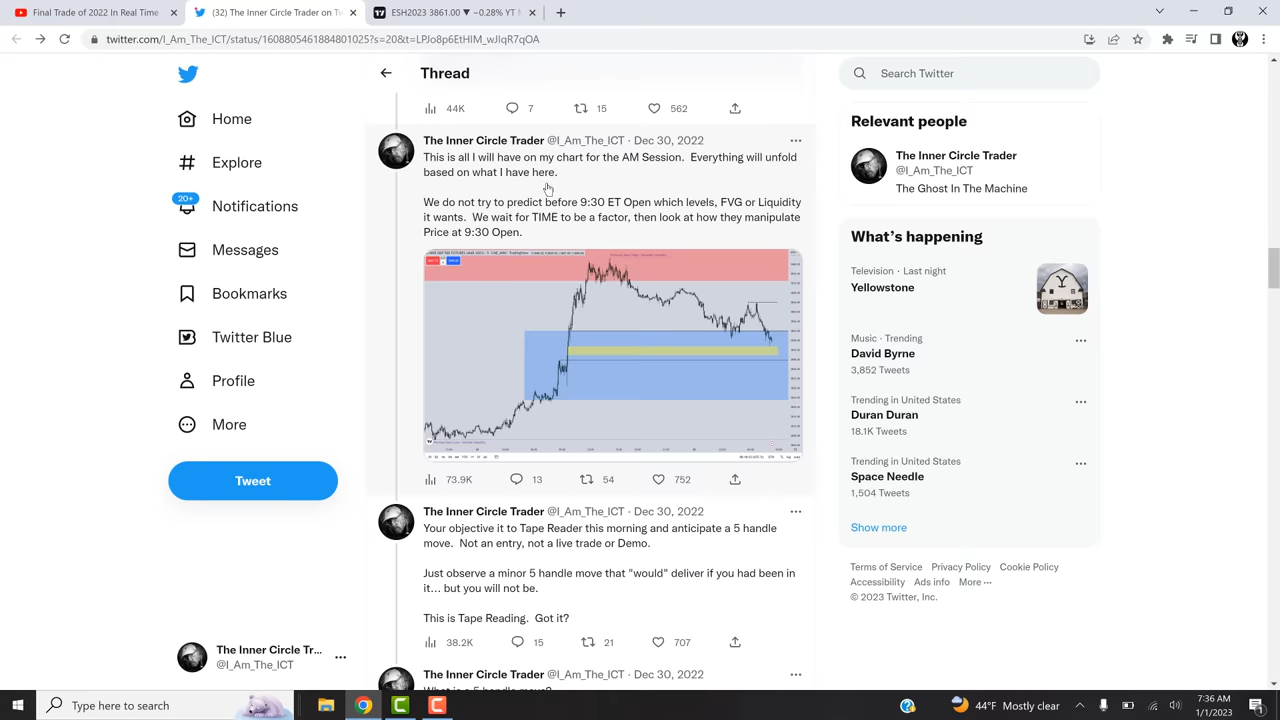 Final Trade of 2022 In Real Time
(32) The Inner Circle Trader on Tw
ESH2023 3861.00 ▼ −0.28% YT M
twitter.com/I_Am_The_ICT/status/1608805461884801025?s=20&t=LPJo8p6EtHIM_wJIqR7qOA
Home
Explore
20+
Notifications
Messages
Bookmarks
Twitter Blue
Profile
More
Tweet
The Inner Circle Tr...
@I_Am_The_ICT
Thread
44K 7 15 562
The Inner Circle Trader @I_Am_The_ICT · Dec 30, 2022
This is all I will have on my chart for the AM Session. Everything will unfold
based on what I have here.
We do not try to predict before 9:30 ET Open which levels, FVG or Liquidity
it wants. We wait for TIME to be a factor, then look at how they manipulate
Price at 9:30 Open.
73.9K 13 54 752
The Inner Circle Trader @I_Am_The_ICT · Dec 30, 2022
Your objective it to Tape Reader this morning and anticipate a 5 handle
move. Not an entry, not a live trade or Demo.
Just observe a minor 5 handle move that "would" deliver if you had been in
it... but you will not be.
This is Tape Reading. Got it?
38.2K 15 21 707
The Inner Circle Trader @I_Am_The_ICT · Dec 30, 2022
What is a 5 handle move?
Search Twitter
Relevant people
The Inner Circle Trader
@I_Am_The_ICT
The Ghost In The Machine
What's happening
Television · Last night
Yellowstone
Music · Trending
David Byrne
3,852 Tweets
Trending in United States
Duran Duran
18.1K Tweets
Trending in United States
Space Needle
1,504 Tweets
Show more
Terms of Service Privacy Policy Cookie Policy
Accessibility Ads info More ···
© 2023 Twitter, Inc.
Type here to search
44°F Mostly clear
7:36 AM
1/1/2023